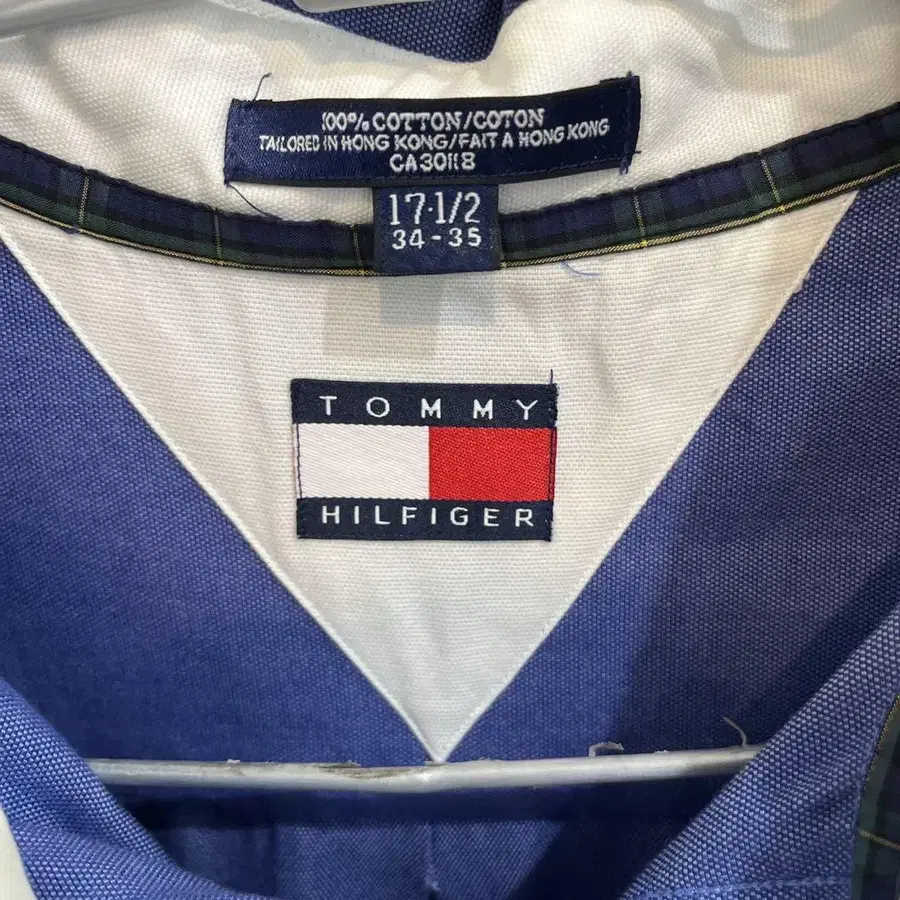 100% COTTON/COTON
TAILORED IN HONG KONG/FAIT A HONG KONG
CA30118
17·1/2
34 - 35
TOMMY
HILFIGER